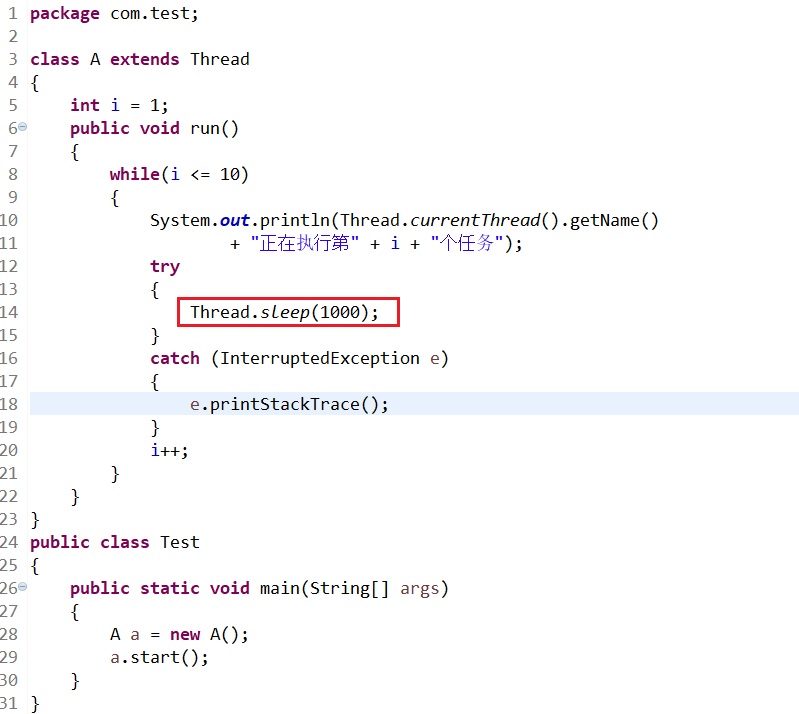 1 package com.test;
2
3 class A extends Thread
4 {
5     int i = 1;
6     public void run()
7     {
8         while(i <= 10)
9         {
10             System.out.println(Thread.currentThread().getName()
11                     + "正在执行第" + i + "个任务");
12             try
13             {
14                 Thread.sleep(1000);
15             }
16             catch (InterruptedException e)
17             {
18                 e.printStackTrace();
19             }
20             i++;
21         }
22     }
23 }
24 public class Test
25 {
26     public static void main(String[] args)
27     {
28         A a = new A();
29         a.start();
30     }
31 }